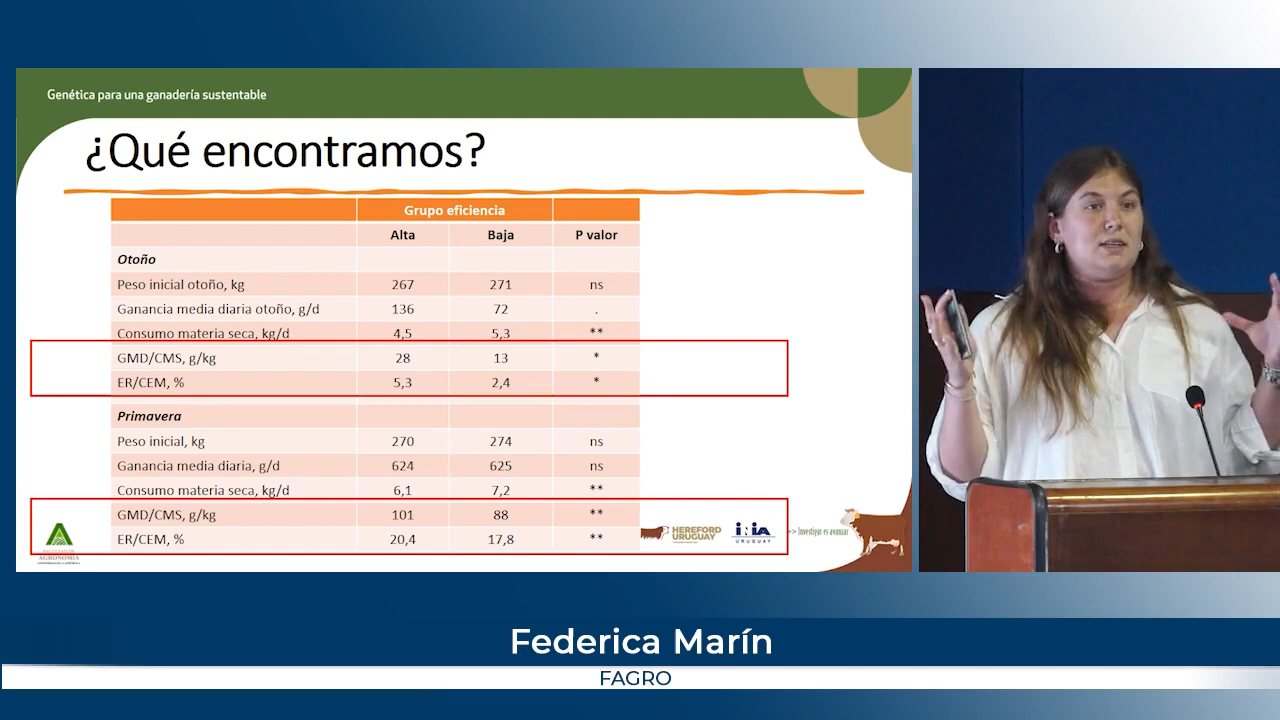 Genética para una ganadería sustentable
¿Qué encontramos?
Grupo eficiencia
Alta Baja P valor
Otoño
Peso inicial otoño, kg 267 271 ns
Ganancia media diaria otoño, g/d 136 72 .
Consumo materia seca, kg/d 4,5 5,3 **
GMD/CMS, g/kg 28 13 *
ER/CEM, % 5,3 2,4 *
Primavera
Peso inicial, kg 270 274 ns
Ganancia media diaria, g/d 624 625 ns
Consumo materia seca, kg/d 6,1 7,2 **
GMD/CMS, g/kg 101 88 **
ER/CEM, % 20,4 17,8 **
FACULTAD DE
AGRONOMIA
HEREFORD
URUGUAY
inia
URUGUAY
>> Investigar es avanzar
Federica Marín
FAGRO